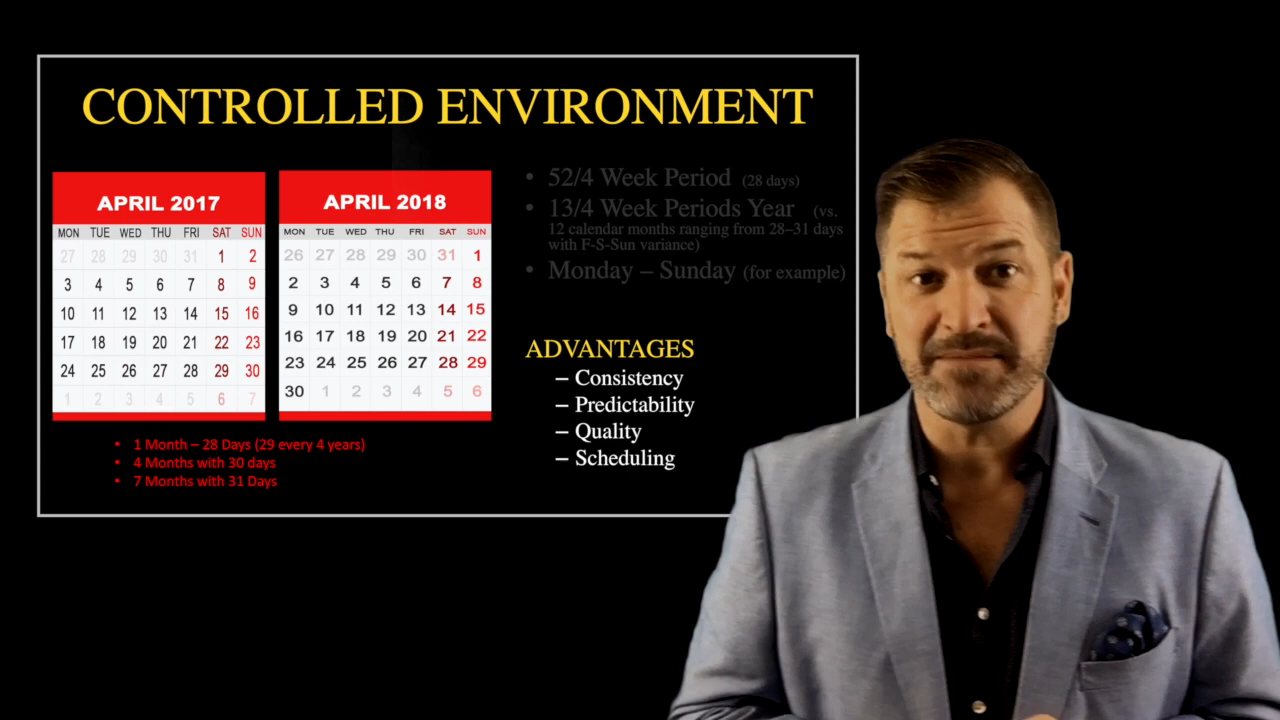 CONTROLLED ENVIRONMENT
APRIL 2017
MON TUE WED THU FRI SAT SUN
27 28 29 30 31 1 2
3 4 5 6 7 8 9
10 11 12 13 14 15 16
17 18 19 20 21 22 23
24 25 26 27 28 29 30
1 2 3 4 5 6 7
APRIL 2018
MON TUE WED THU FRI SAT SUN
26 27 28 29 30 31 1
2 3 4 5 6 7 8
9 10 11 12 13 14 15
16 17 18 19 20 21 22
23 24 25 26 27 28 29
30 1 2 3 4 5 6
• 1 Month – 28 Days (29 every 4 years)
• 4 Months with 30 days
• 7 Months with 31 Days
• 52/4 Week Period (28 days)
• 13/4 Week Periods Year (vs.
12 calendar months ranging from 28–31 days
with F-S-Sun variance)
• Monday – Sunday (for example)
ADVANTAGES
– Consistency
– Predictability
– Quality
– Scheduling